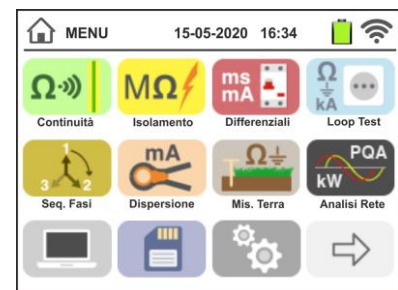 MENU 15-05-2020 16:34
Ω MΩ ms mA Ω kA
Continuità Isolamento Differenziali Loop Test
1 3 2 mA Ω PQA kW
Seq. Fasi Dispersione Mis. Terra Analisi Rete